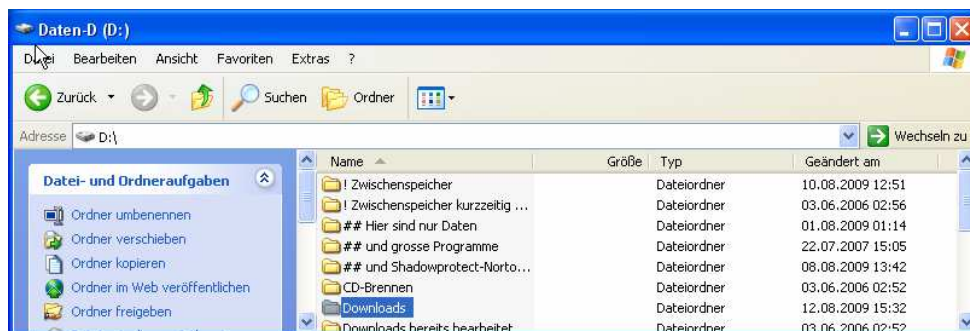 Daten-D (D:)
Datei Bearbeiten Ansicht Favoriten Extras ?
Zurück Suchen Ordner
Adresse D:\ Wechseln zu
Datei- und Ordneraufgaben
Ordner umbenennen
Ordner verschieben
Ordner kopieren
Ordner im Web veröffentlichen
Ordner freigeben
Name Größe Typ Geändert am
! Zwischenspeicher Dateiordner 10.08.2009 12:51
! Zwischenspeicher kurzzeitig ... Dateiordner 03.06.2006 02:56
## Hier sind nur Daten Dateiordner 01.08.2009 01:14
## und grosse Programme Dateiordner 22.07.2007 15:05
## und Shadowprotect-Norto... Dateiordner 08.08.2009 13:42
CD-Brennen Dateiordner 03.06.2006 02:52
Downloads Dateiordner 12.08.2009 15:32
Downloads bereits bearbeitet Dateiordner 03.06.2006 02:52